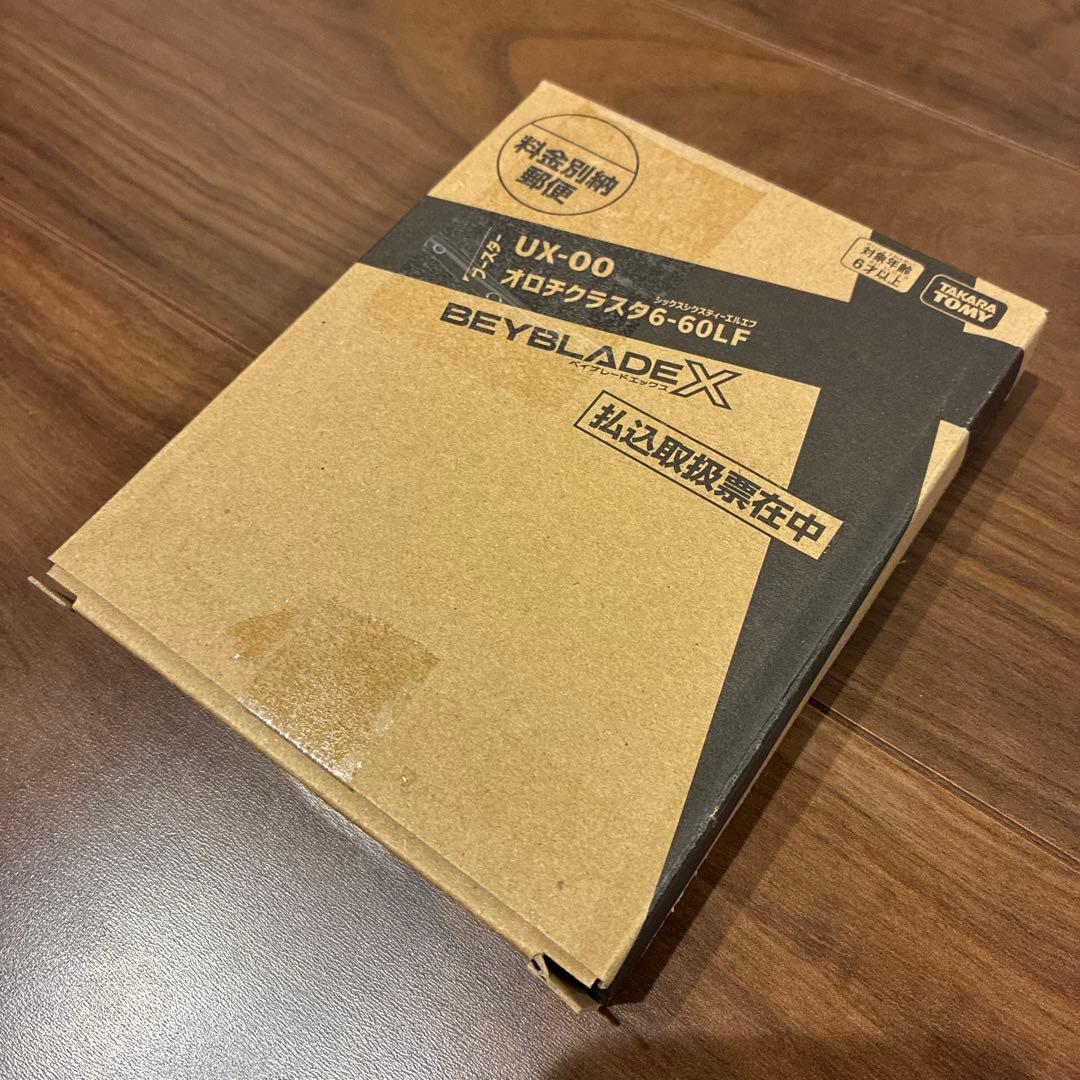 料金別納
郵便
ブースター
UX-00
シックスシクスティーエルエフ
オロチクラスタ6-60LF
BEYBLADE X
ベイブレードエックス
対象年齢
6才以上
TAKARA
TOMY
払込取扱票在中